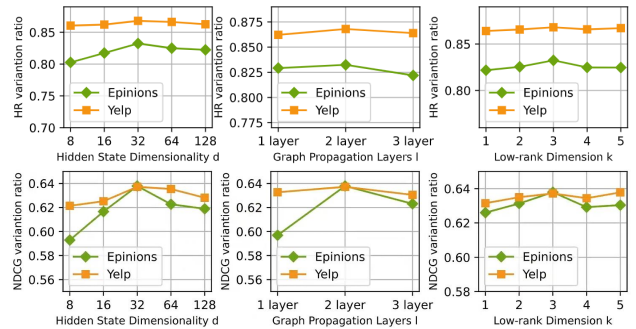 HR variantion ratio
0.85
0.80
0.75
0.70
Epinions
Yelp
8 16 32 64 128
Hidden State Dimensionality d
HR variantion ratio
0.875
0.850
0.825
0.800
0.775
Epinions
Yelp
1 layer 2 layer 3 layer
Graph Propagation Layers l
HR variantion ratio
0.85
0.80
Epinions
Yelp
1 2 3 4 5
Low-rank Dimension k
NDCG variantion ratio
0.64
0.62
0.60
0.58
0.56
Epinions
Yelp
8 16 32 64 128
Hidden State Dimensionality d
NDCG variantion ratio
0.64
0.62
0.60
0.58
0.56
Epinions
Yelp
1 layer 2 layer 3 layer
Graph Propagation Layers l
NDCG variantion ratio
0.64
0.62
0.60
0.58
Epinions
Yelp
1 2 3 4 5
Low-rank Dimension k